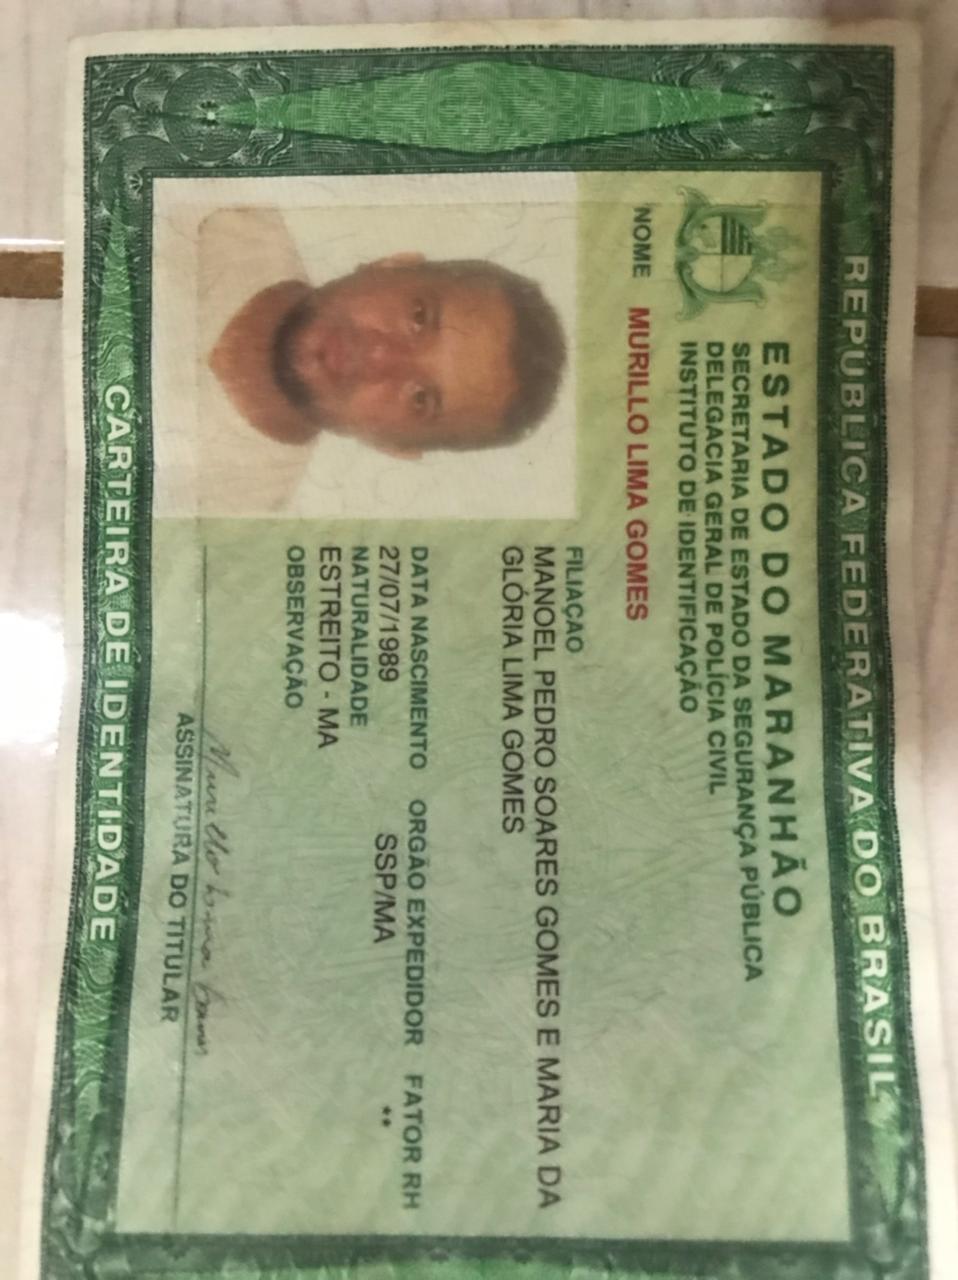 REPÚBLICA FEDERATIVA DO BRASIL
ESTADO DO MARANHÃO
SECRETARIA DE ESTADO DA SEGURANÇA PÚBLICA
DELEGACIA GERAL DE POLÍCIA CIVIL
INSTITUTO DE IDENTIFICAÇÃO
NOME MURILLO LIMA GOMES
FILIAÇÃO
MANOEL PEDRO SOARES GOMES E MARIA DA
GLÓRIA LIMA GOMES
DATA NASCIMENTO ORGÃO EXPEDIDOR FATOR RH
27/07/1989 SSP/MA **
NATURALIDADE
ESTREITO - MA
OBSERVAÇÃO
Murillo Lima Gomes
ASSINATURA DO TITULAR
CARTEIRA DE IDENTIDADE